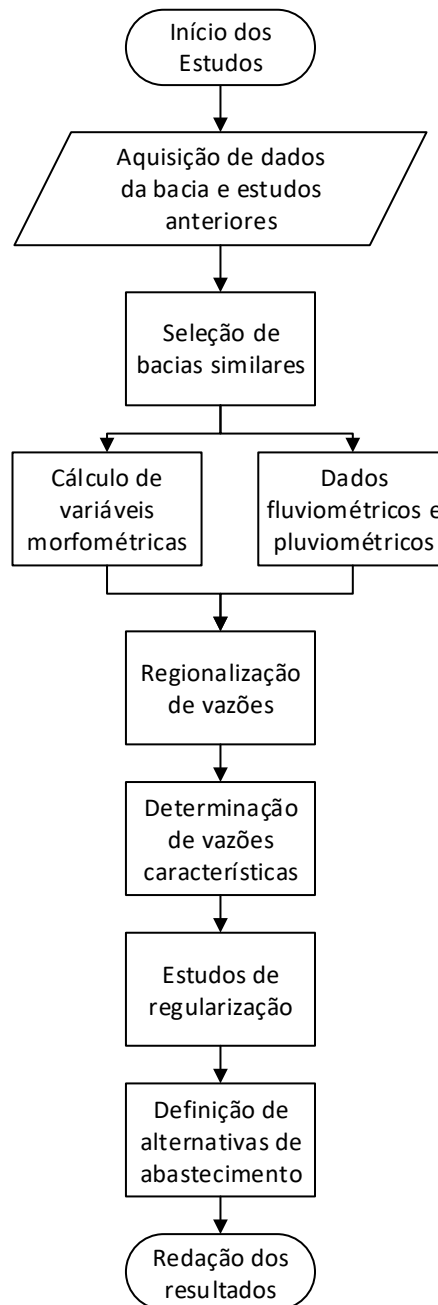 Início dos
Estudos
Aquisição de dados
da bacia e estudos
anteriores
Seleção de
bacias similares
Cálculo de
variáveis
morfométricas
Dados
fluviométricos e
pluviométricos
Regionalização
de vazões
Determinação
de vazões
características
Estudos de
regularização
Definição de
alternativas de
abastecimento
Redação dos
resultados